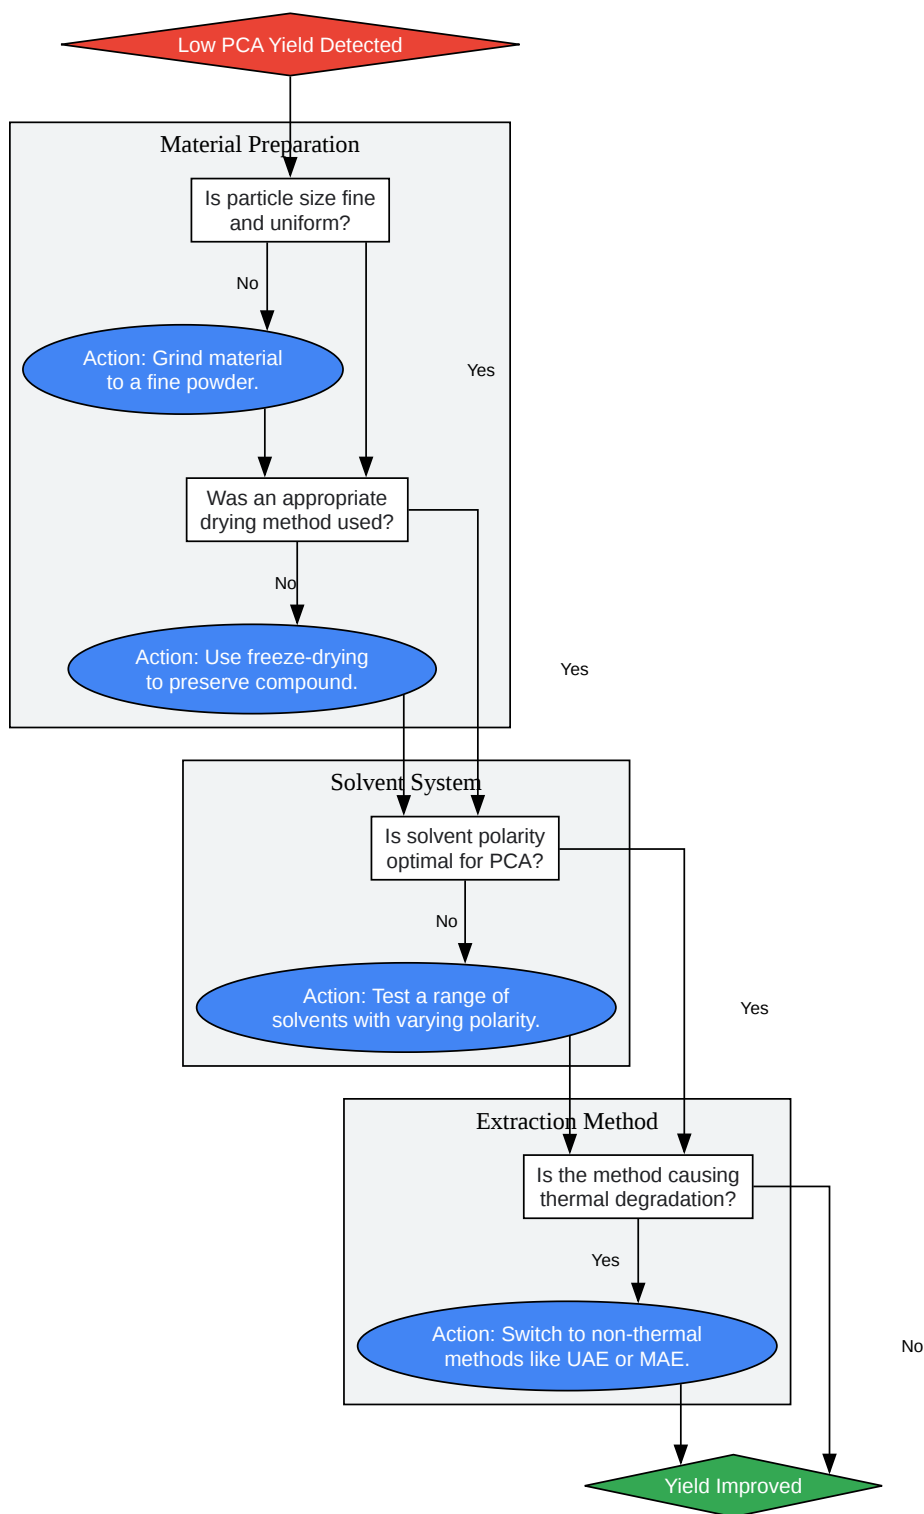 Low PCA Yield Detected
Material Preparation
Is particle size fine
and uniform?
No
Action: Grind material
to a fine powder.
Yes
Was an appropriate
drying method used?
No
Action: Use freeze-drying
to preserve compound.
Yes
Solvent System
Is solvent polarity
optimal for PCA?
No
Action: Test a range of
solvents with varying polarity.
Yes
Extraction Method
Is the method causing
thermal degradation?
Yes
Action: Switch to non-thermal
methods like UAE or MAE.
No
Yield Improved